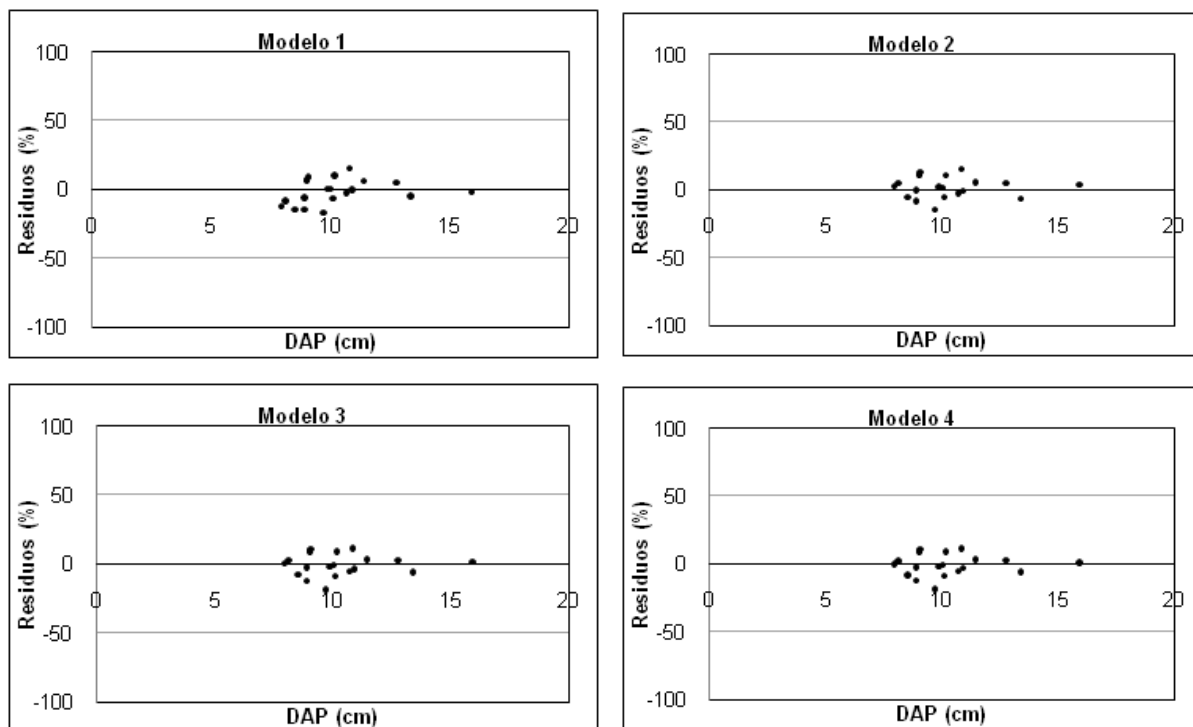 Modelo 1
100
50
0
-50
-100
0 5 10 15 20
Residuos (%)
DAP (cm)
Modelo 2
100
50
0
-50
-100
0 5 10 15 20
Residuos (%)
DAP (cm)
Modelo 3
100
50
0
-50
-100
0 5 10 15 20
Residuos (%)
DAP (cm)
Modelo 4
100
50
0
-50
-100
0 5 10 15 20
Residuos (%)
DAP (cm)